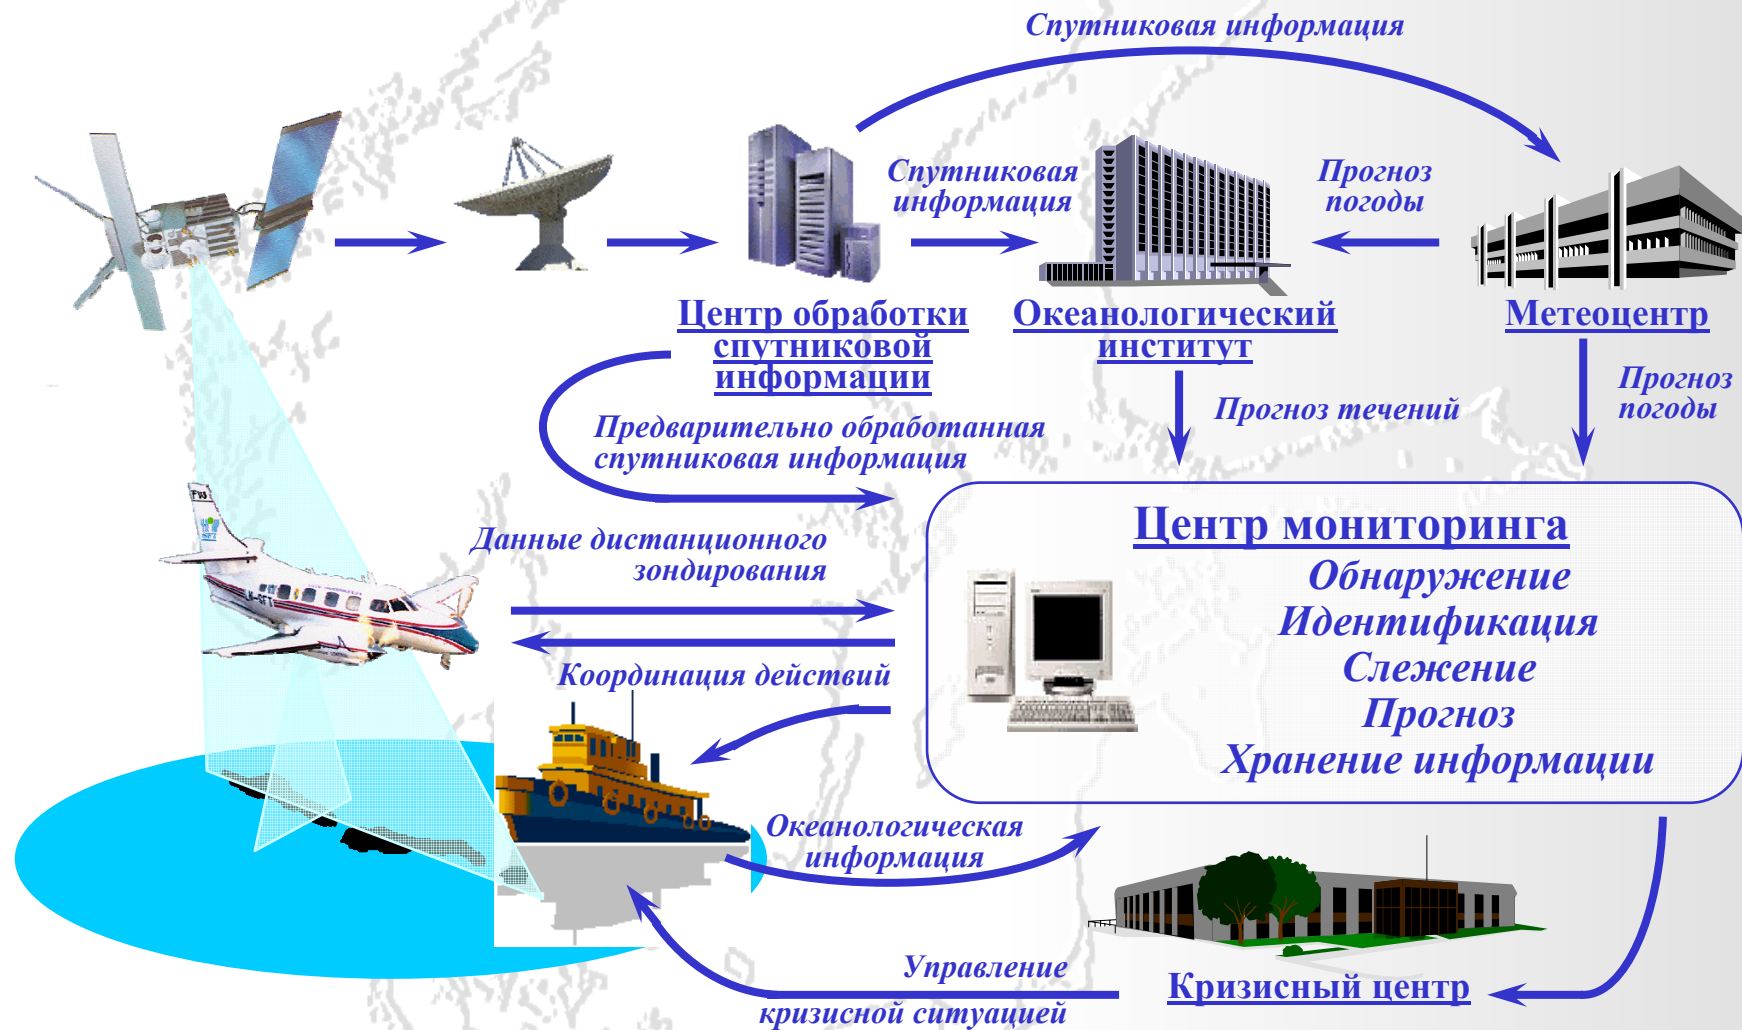 Спутниковая информация
Спутниковая
информация
Прогноз
погоды
Центр обработки
спутниковой
информации
Океанологический
институт
Метеоцентр
Прогноз
погоды
Прогноз течений
Предварительно обработанная
спутниковая информация
Данные дистанционного
зондирования
Координация действий
Центр мониторинга
Обнаружение
Идентификация
Слежение
Прогноз
Хранение информации
Океанологическая
информация
Управление
кризисной ситуацией
Кризисный центр